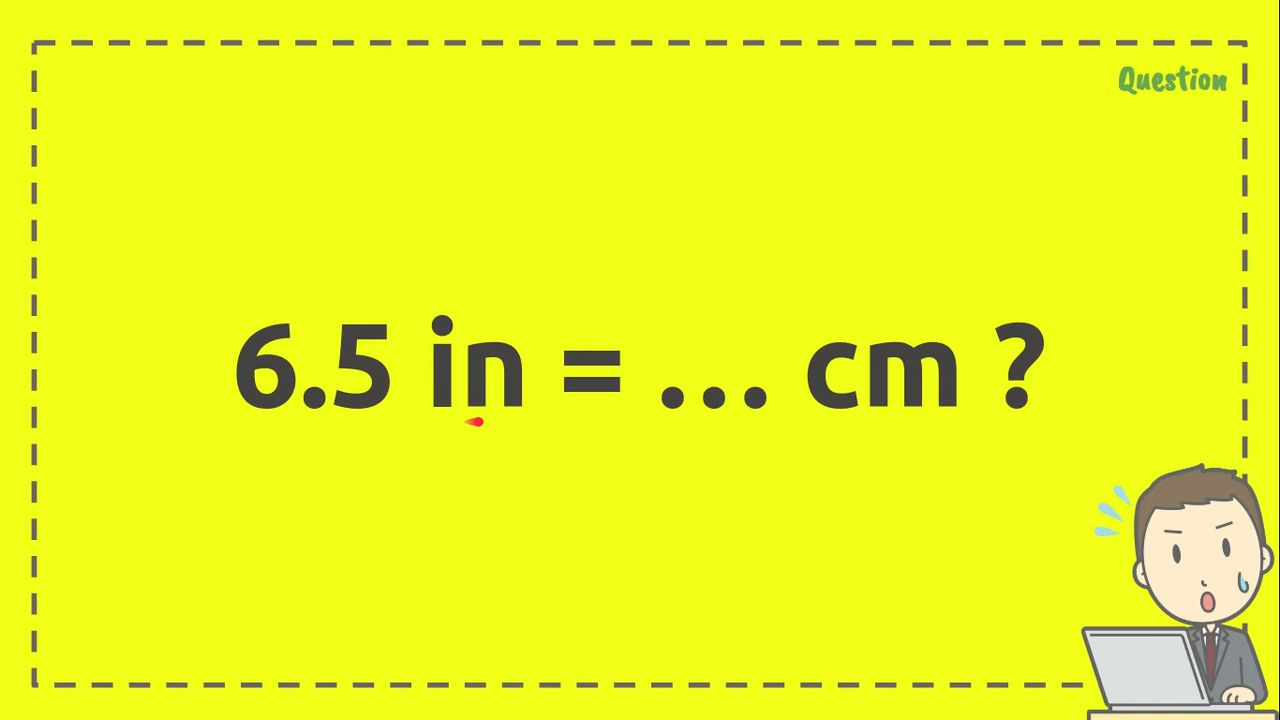 Question
6.5 in = ... cm ?